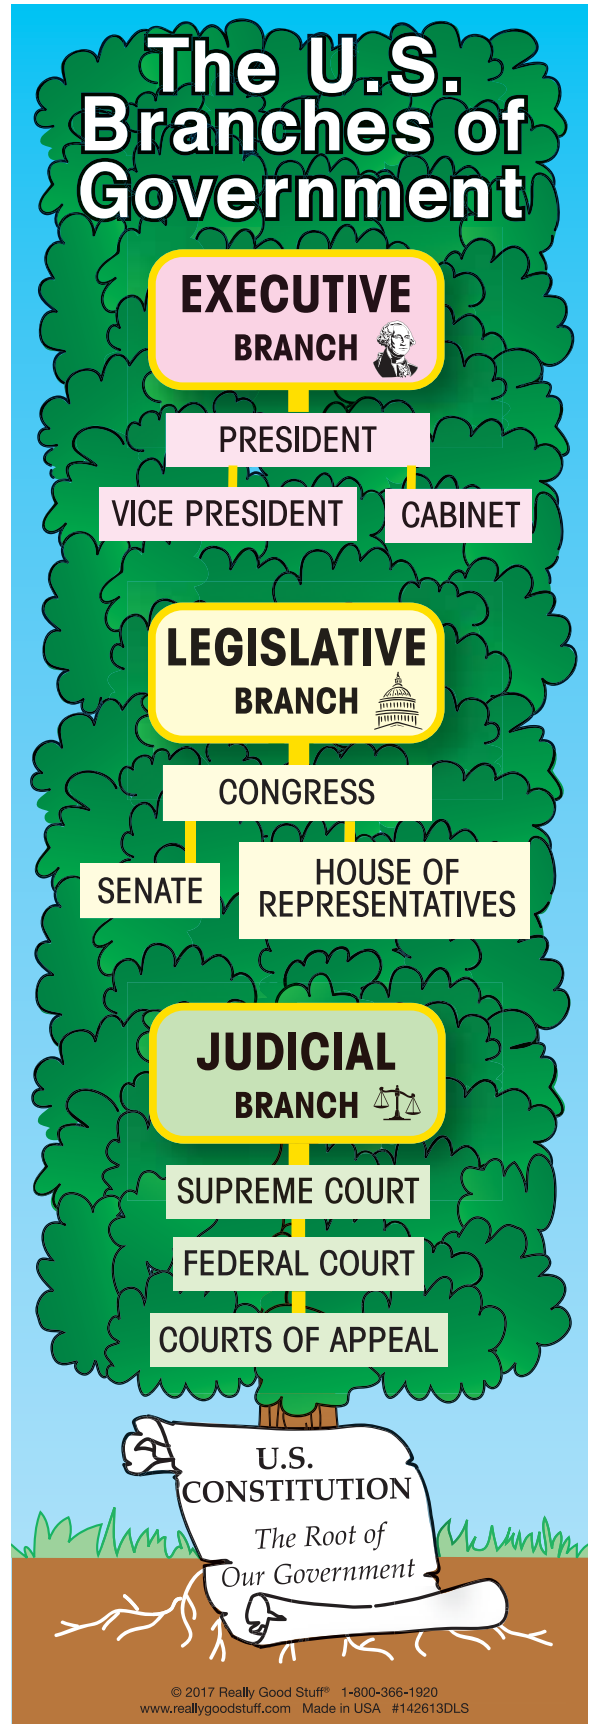 The U.S.
Branches of
Government
EXECUTIVE
BRANCH
PRESIDENT
VICE PRESIDENT
CABINET
LEGISLATIVE
BRANCH
CONGRESS
SENATE
HOUSE OF
REPRESENTATIVES
JUDICIAL
BRANCH
SUPREME COURT
FEDERAL COURT
COURTS OF APPEAL
U.S.
CONSTITUTION
The Root of
Our Government
© 2017 Really Good Stuff® 1-800-366-1920
www.reallygoodstuff.com Made in USA #142613DLS